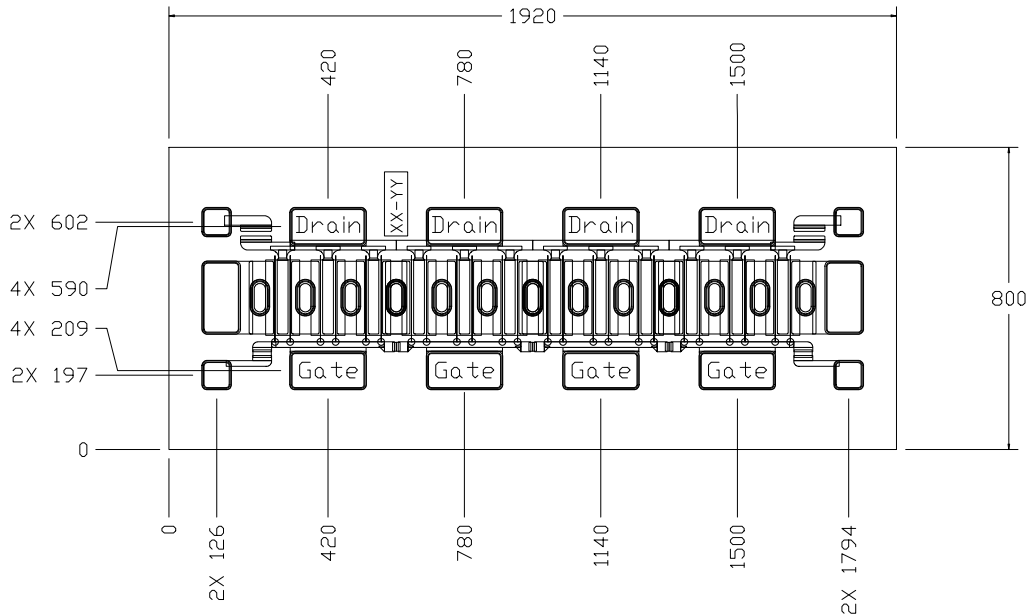 1920
420 780 1140 1500
2X 602
XX-YY
Drain Drain Drain Drain
4X 590
800
4X 209
2X 197
Gate Gate Gate Gate
0
0 2X 126 420 780 1140 1500 2X 1794